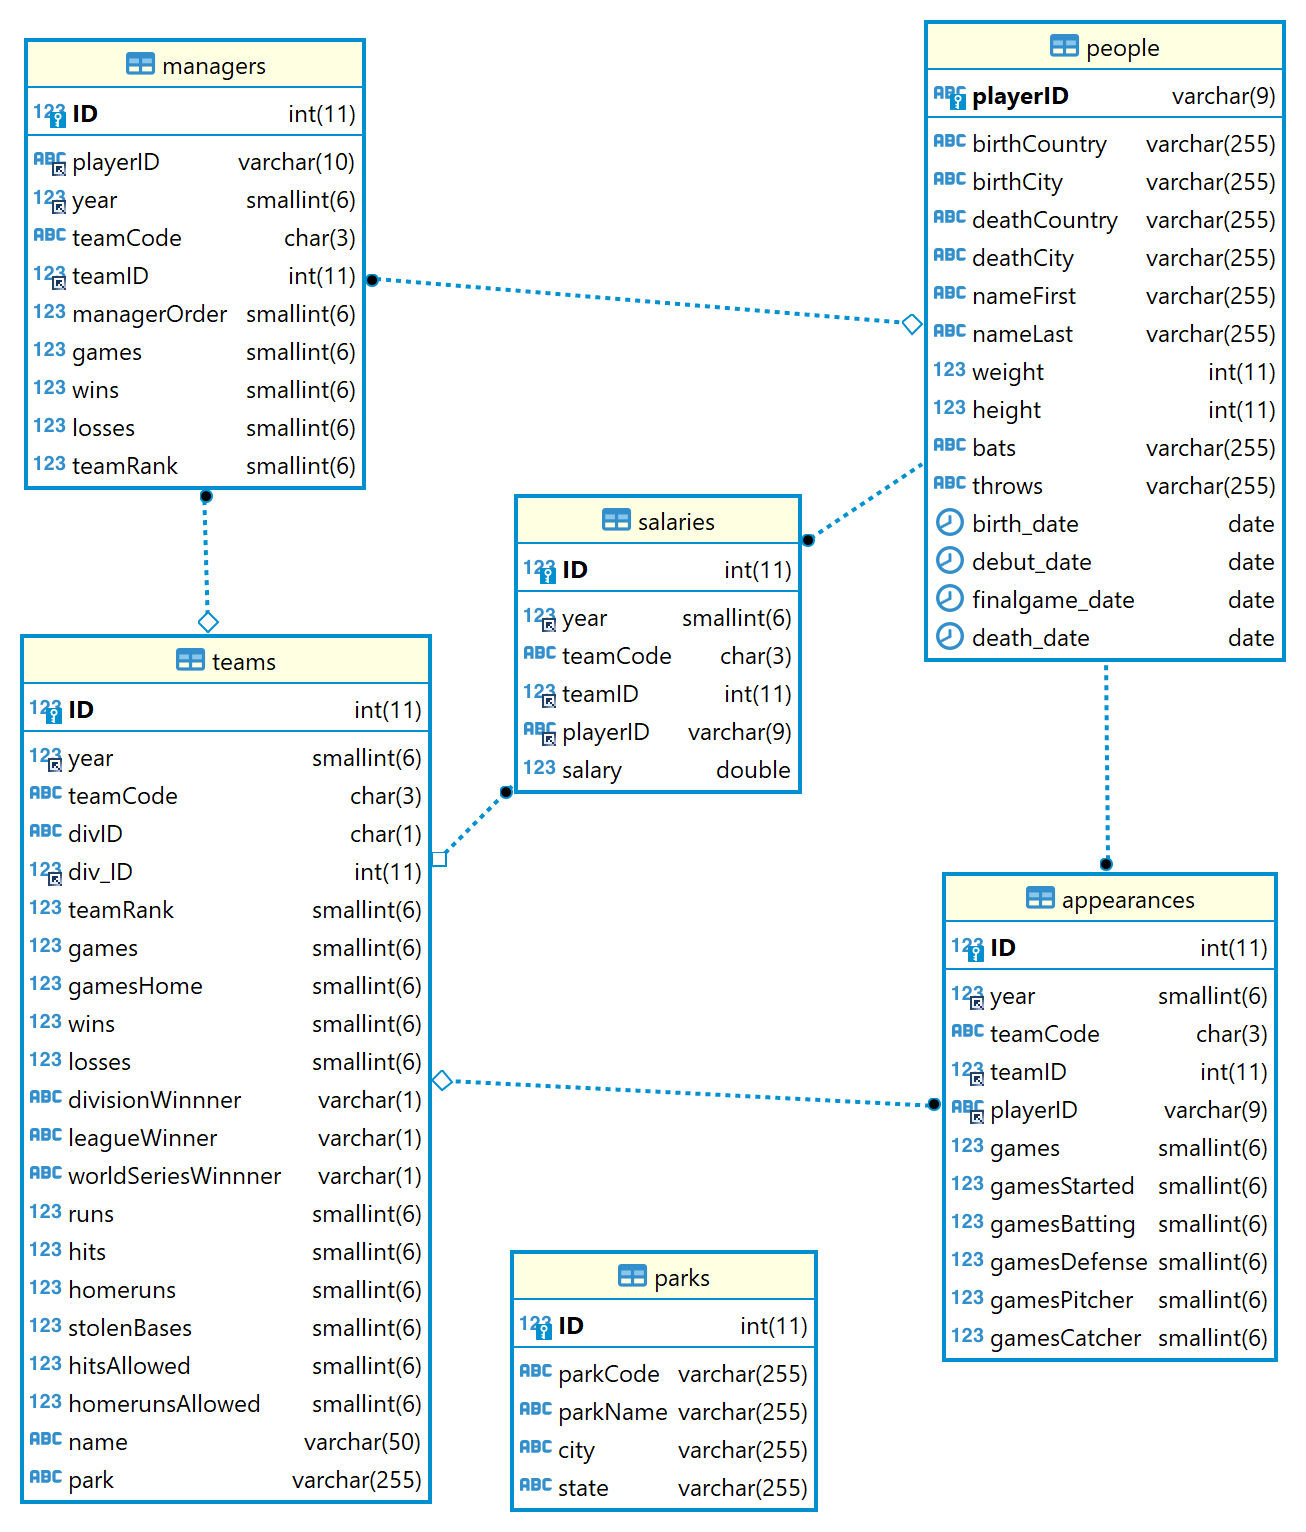 managers
123 ID int(11)
ABC playerID varchar(10)
123 year smallint(6)
ABC teamCode char(3)
123 teamID int(11)
123 managerOrder smallint(6)
123 games smallint(6)
123 wins smallint(6)
123 losses smallint(6)
123 teamRank smallint(6)
people
ABC playerID varchar(9)
ABC birthCountry varchar(255)
ABC birthCity varchar(255)
ABC deathCountry varchar(255)
ABC deathCity varchar(255)
ABC nameFirst varchar(255)
ABC nameLast varchar(255)
123 weight int(11)
123 height int(11)
ABC bats varchar(255)
ABC throws varchar(255)
birth_date date
debut_date date
finalgame_date date
death_date date
salaries
123 ID int(11)
123 year smallint(6)
ABC teamCode char(3)
123 teamID int(11)
ABC playerID varchar(9)
123 salary double
teams
123 ID int(11)
123 year smallint(6)
ABC teamCode char(3)
ABC divID char(1)
123 div_ID int(11)
123 teamRank smallint(6)
123 games smallint(6)
123 gamesHome smallint(6)
123 wins smallint(6)
123 losses smallint(6)
ABC divisionWinnner varchar(1)
ABC leagueWinner varchar(1)
ABC worldSeriesWinnner varchar(1)
123 runs smallint(6)
123 hits smallint(6)
123 homeruns smallint(6)
123 stolenBases smallint(6)
123 hitsAllowed smallint(6)
123 homerunsAllowed smallint(6)
ABC name varchar(50)
ABC park varchar(255)
appearances
123 ID int(11)
123 year smallint(6)
ABC teamCode char(3)
123 teamID int(11)
ABC playerID varchar(9)
123 games smallint(6)
123 gamesStarted smallint(6)
123 gamesBatting smallint(6)
123 gamesDefense smallint(6)
123 gamesPitcher smallint(6)
123 gamesCatcher smallint(6)
parks
123 ID int(11)
ABC parkCode varchar(255)
ABC parkName varchar(255)
ABC city varchar(255)
ABC state varchar(255)